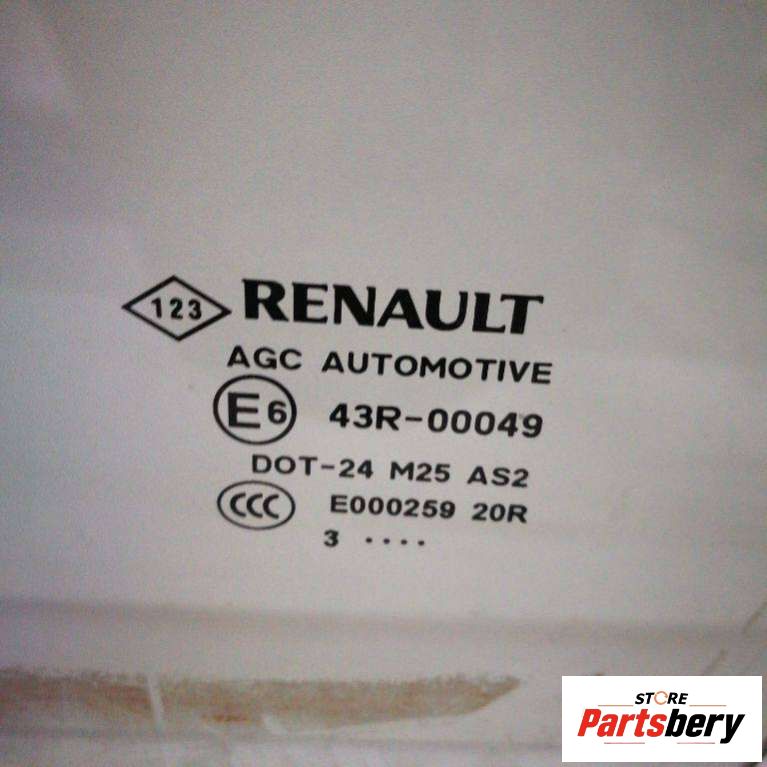 123 RENAULT
AGC AUTOMOTIVE
E6 43R-00049
DOT-24 M25 AS2
CCC E000259 20R
3 ....
STORE
Partsbery